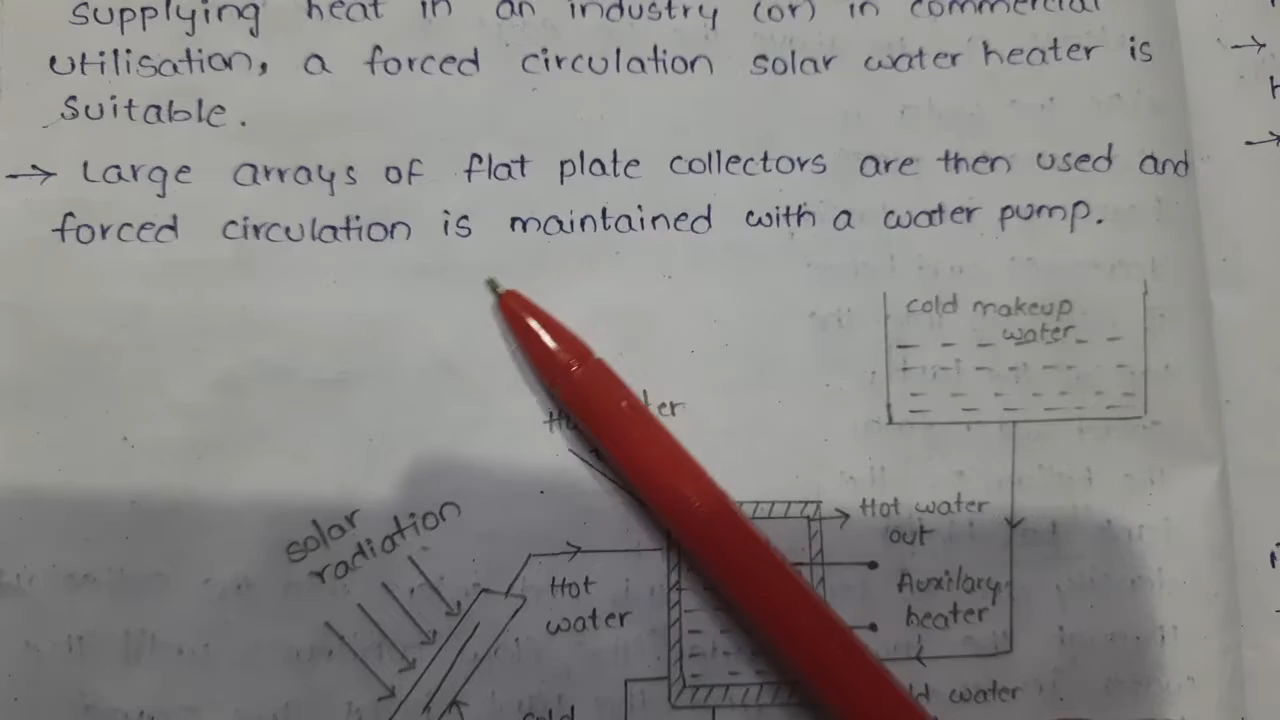 supplying heat in an industry (or) in commercial
utilisation, a forced circulation solar water heater is
suitable.
→ Large arrays of flat plate collectors are then used and
forced circulation is maintained with a water pump.
cold makeup
water
Hot water
out
solar
radiation
Hot
water
Auxilary
heater
water
cold